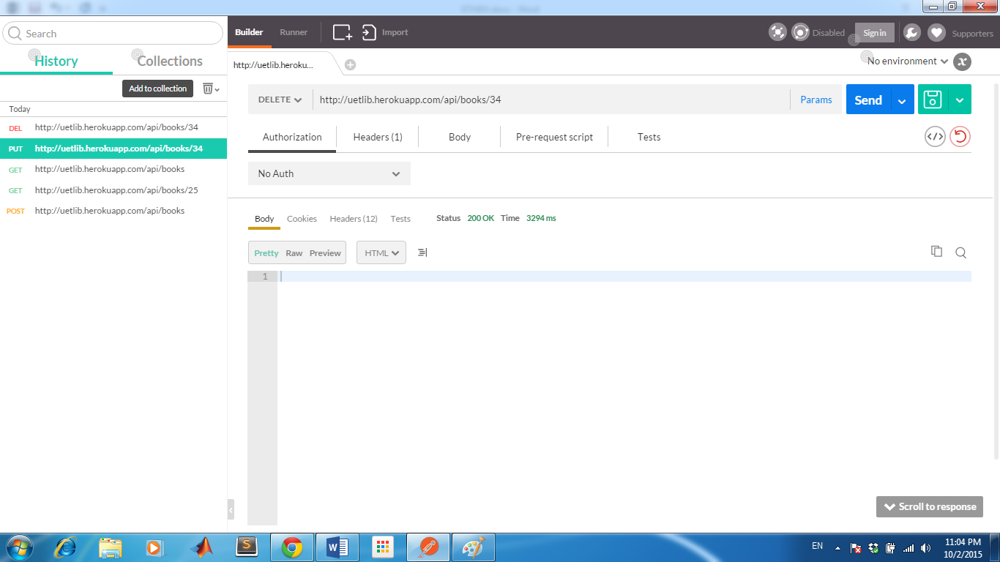 Search
Builder Runner Import Disabled Sign in Supporters
History Collections
http://uetlib.heroku... No environment x
Add to collection
DELETE http://uetlib.herokuapp.com/api/books/34 Params Send
Today
DEL http://uetlib.herokuapp.com/api/books/34
PUT http://uetlib.herokuapp.com/api/books/34
GET http://uetlib.herokuapp.com/api/books
GET http://uetlib.herokuapp.com/api/books/25
POST http://uetlib.herokuapp.com/api/books
Authorization Headers (1) Body Pre-request script Tests
No Auth
Body Cookies Headers (12) Tests Status 200 OK Time 3294 ms
Pretty Raw Preview HTML
1
Scroll to response
EN 11:04 PM
10/2/2015